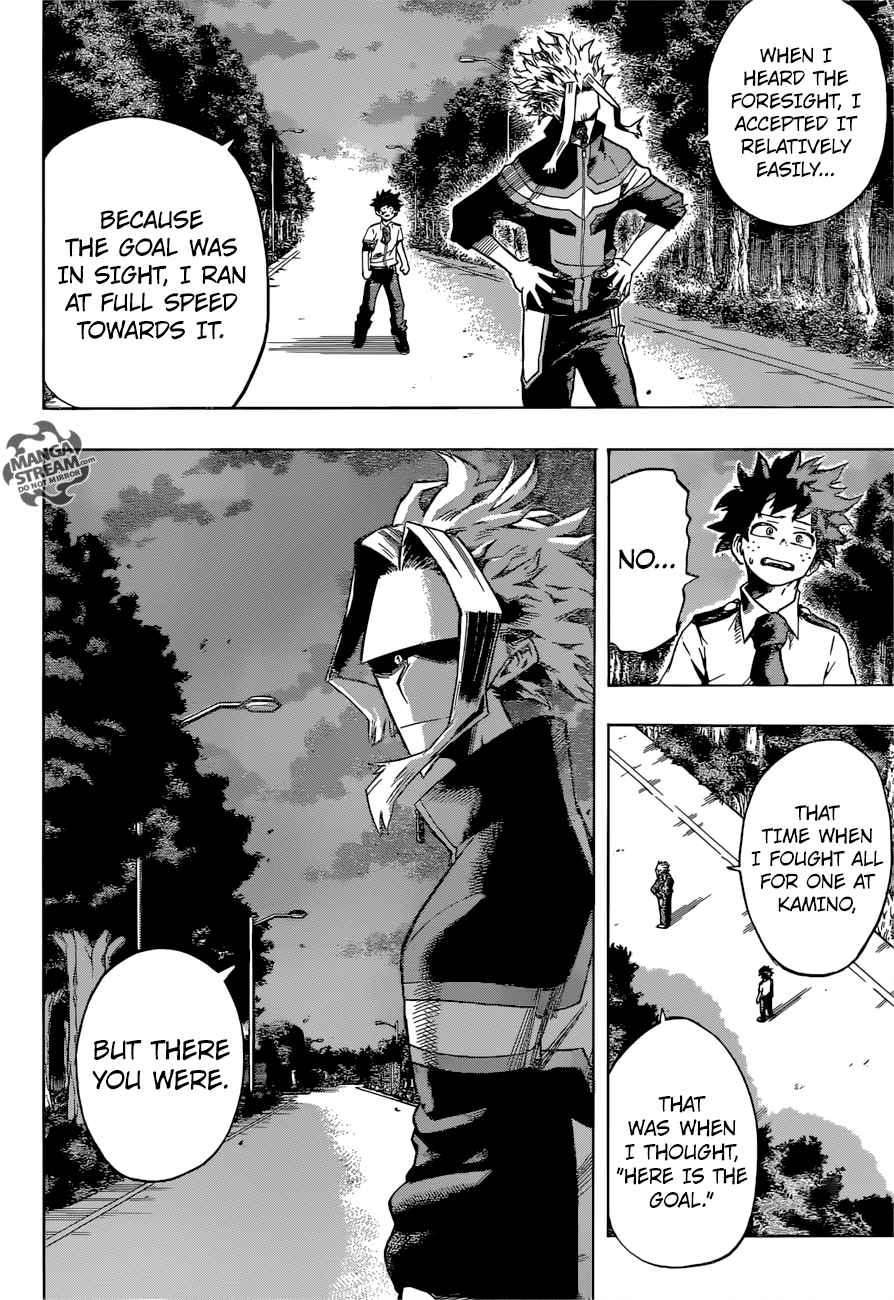 WHEN I
HEARD THE
FORESIGHT, I
ACCEPTED IT
RELATIVELY
EASILY...
BECAUSE
THE GOAL WAS
IN SIGHT, I RAN
AT FULL SPEED
TOWARDS IT.
MANGA
STREAM.com
DO NOT MIRROR
NO...
THAT
TIME WHEN
I FOUGHT ALL
FOR ONE AT
KAMINO,
THAT
WAS WHEN
I THOUGHT,
"HERE IS THE
GOAL."
BUT THERE
YOU WERE.